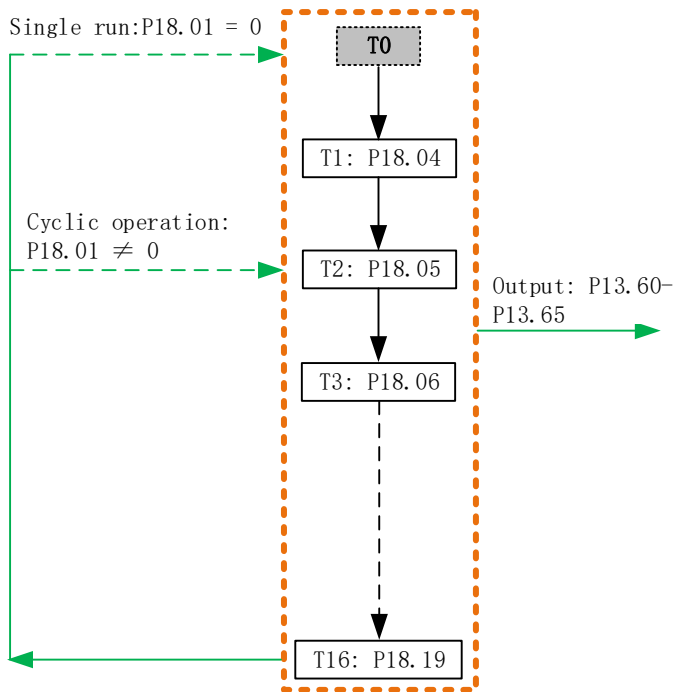 Single run:P18.01 = 0
T0
T1: P18.04
Cyclic operation:
P18.01 ≠ 0
T2: P18.05
Output: P13.60-
P13.65
T3: P18.06
T16: P18.19